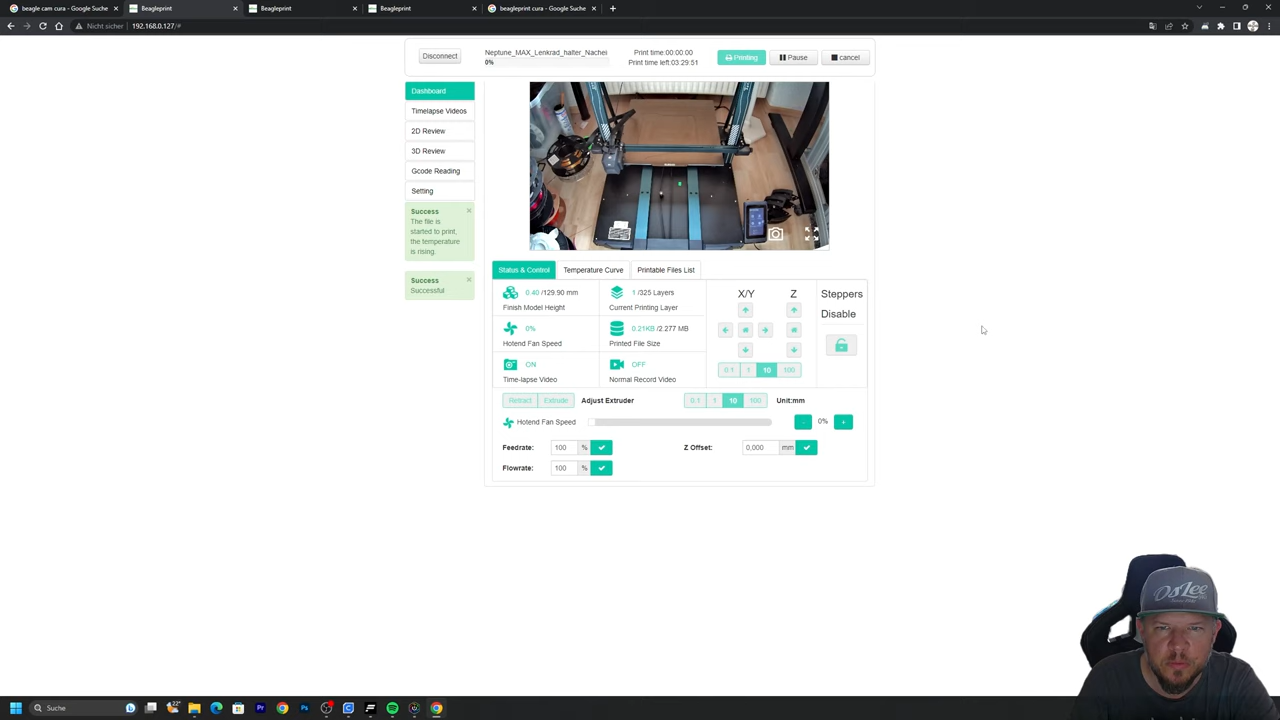 beagle cam cura - Google Suche
Beagleprint
Beagleprint
Beagleprint
beagleprint cura - Google Suche
Nicht sicher
192.168.0.127/#
Disconnect
Neptune_MAX_Lenkrad_halter_Nachei
0%
Print time:00:00:00
Print time left:03:29:51
Printing
Pause
cancel
Dashboard
Timelapse Videos
2D Review
3D Review
Gcode Reading
Setting
Success
The file is
started to print,
the temperature
is rising.
Success
Successful
Status & Control
Temperature Curve
Printable Files List
0.40 /129.90 mm
Finish Model Height
1 /325 Layers
Current Printing Layer
0%
Hotend Fan Speed
0.21KB /2.277 MB
Printed File Size
ON
Time-lapse Video
OFF
Normal Record Video
X/Y
Z
0.1 1 10 100
Steppers
Disable
Retract Extrude Adjust Extruder
0.1 1 10 100 Unit:mm
Hotend Fan Speed
- 0% +
Feedrate: 100 %
Z Offset: 0,000 mm
Flowrate: 100 %
DsLee
Suche
22°